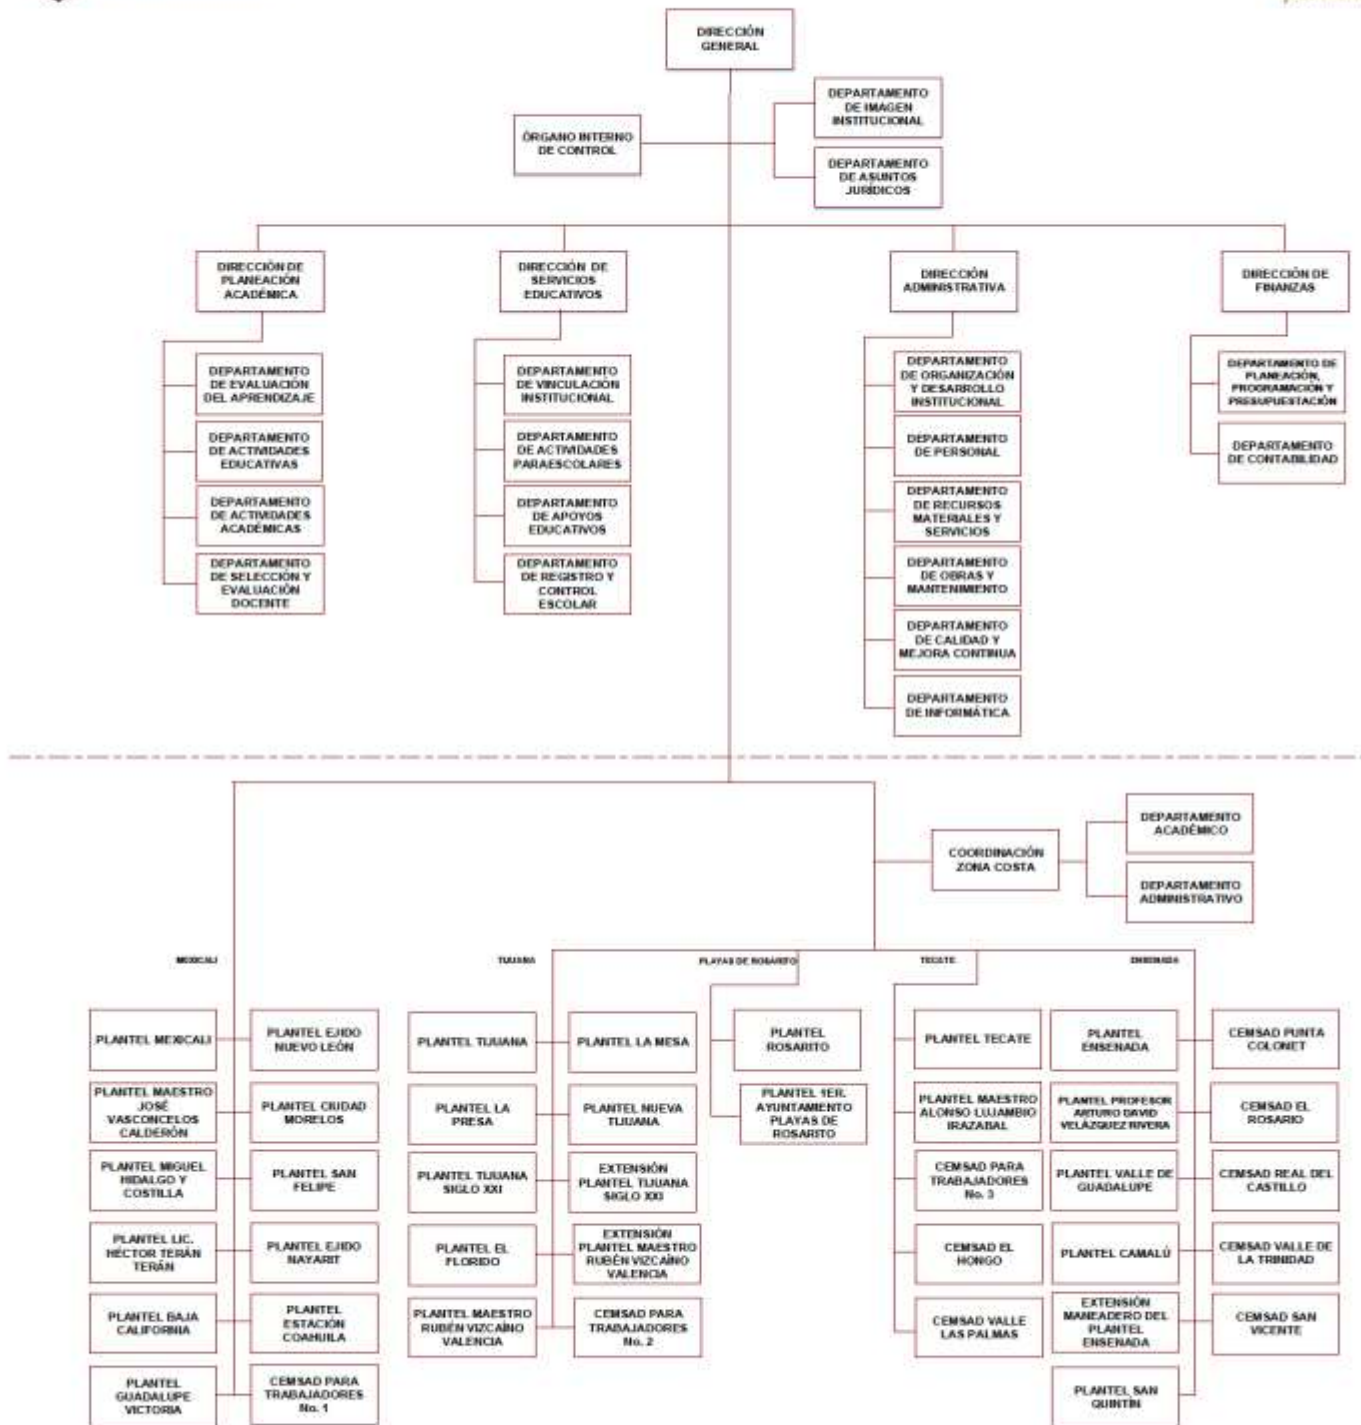 DIRECCIÓN
GENERAL
DEPARTAMENTO
DE IMAGEN
INSTITUCIONAL
ÓRGANO INTERNO
DE CONTROL
DEPARTAMENTO
DE ASUNTOS
JURÍDICOS
DIRECCIÓN DE
PLANEACIÓN
ACADÉMICA
DIRECCIÓN DE
SERVICIOS
EDUCATIVOS
DIRECCIÓN
ADMINISTRATIVA
DIRECCIÓN DE
FINANZAS
DEPARTAMENTO
DE EVALUACIÓN
DEL APRENDIZAJE
DEPARTAMENTO
DE ACTIVIDADES
EDUCATIVAS
DEPARTAMENTO
DE ACTIVIDADES
ACADÉMICAS
DEPARTAMENTO
DE SELECCIÓN Y
EVALUACIÓN
DOCENTE
DEPARTAMENTO
DE VINCULACIÓN
INSTITUCIONAL
DEPARTAMENTO
DE ACTIVIDADES
PARAESCOLARES
DEPARTAMENTO
DE APOYOS
EDUCATIVOS
DEPARTAMENTO
DE REGISTRO Y
CONTROL
ESCOLAR
DEPARTAMENTO
DE ORGANIZACIÓN
Y DESARROLLO
INSTITUCIONAL
DEPARTAMENTO
DE PERSONAL
DEPARTAMENTO
DE RECURSOS
MATERIALES Y
SERVICIOS
DEPARTAMENTO
DE OBRAS Y
MANTENIMIENTO
DEPARTAMENTO
DE CALIDAD Y
MEJORA CONTINUA
DEPARTAMENTO
DE INFORMÁTICA
DEPARTAMENTO DE
PLANEACIÓN,
PROGRAMACIÓN Y
PRESUPUESTACIÓN
DEPARTAMENTO
DE CONTABILIDAD
COORDINACIÓN
ZONA COSTA
DEPARTAMENTO
ACADÉMICO
DEPARTAMENTO
ADMINISTRATIVO
MEXICALI
PLANTEL MEXICALI
PLANTEL EJIDO
NUEVO LEÓN
PLANTEL MAESTRO
JOSÉ
VASCONCELOS
CALDERÓN
PLANTEL CIUDAD
MORELOS
PLANTEL MIGUEL
HIDALGO Y
COSTILLA
PLANTEL SAN
FELIPE
PLANTEL LIC.
HÉCTOR TERÁN
TERÁN
PLANTEL EJIDO
NAYARIT
PLANTEL BAJA
CALIFORNIA
PLANTEL
ESTACIÓN
COAHUILA
PLANTEL
GUADALUPE
VICTORIA
CEMSAD PARA
TRABAJADORES
No. 1
TIJUANA
PLANTEL TIJUANA
PLANTEL LA MESA
PLANTEL LA
PRESA
PLANTEL NUEVA
TIJUANA
PLANTEL TIJUANA
SIGLO XXI
EXTENSIÓN
PLANTEL TIJUANA
SIGLO XXI
PLANTEL EL
FLORIDO
EXTENSIÓN
PLANTEL MAESTRO
RUBÉN VIZCAÍNO
VALENCIA
PLANTEL MAESTRO
RUBÉN VIZCAÍNO
VALENCIA
CEMSAD PARA
TRABAJADORES
No. 2
PLAYAS DE ROSARITO
PLANTEL
ROSARITO
PLANTEL 1ER.
AYUNTAMIENTO
PLAYAS DE
ROSARITO
TECATE
PLANTEL TECATE
PLANTEL MAESTRO
ALONSO LUJAMBIO
IRAZABAL
CEMSAD PARA
TRABAJADORES
No. 3
CEMSAD EL
HONGO
CEMSAD VALLE
LAS PALMAS
ENSENADA
PLANTEL
ENSENADA
CEMSAD PUNTA
COLONET
PLANTEL PROFESOR
ARTURO DAVID
VELÁZQUEZ RIVERA
CEMSAD EL
ROSARIO
PLANTEL VALLE DE
GUADALUPE
CEMSAD REAL DEL
CASTILLO
PLANTEL CAMALÚ
CEMSAD VALLE DE
LA TRINIDAD
EXTENSIÓN
MANEADERO DEL
PLANTEL
ENSENADA
CEMSAD SAN
VICENTE
PLANTEL SAN
QUINTÍN